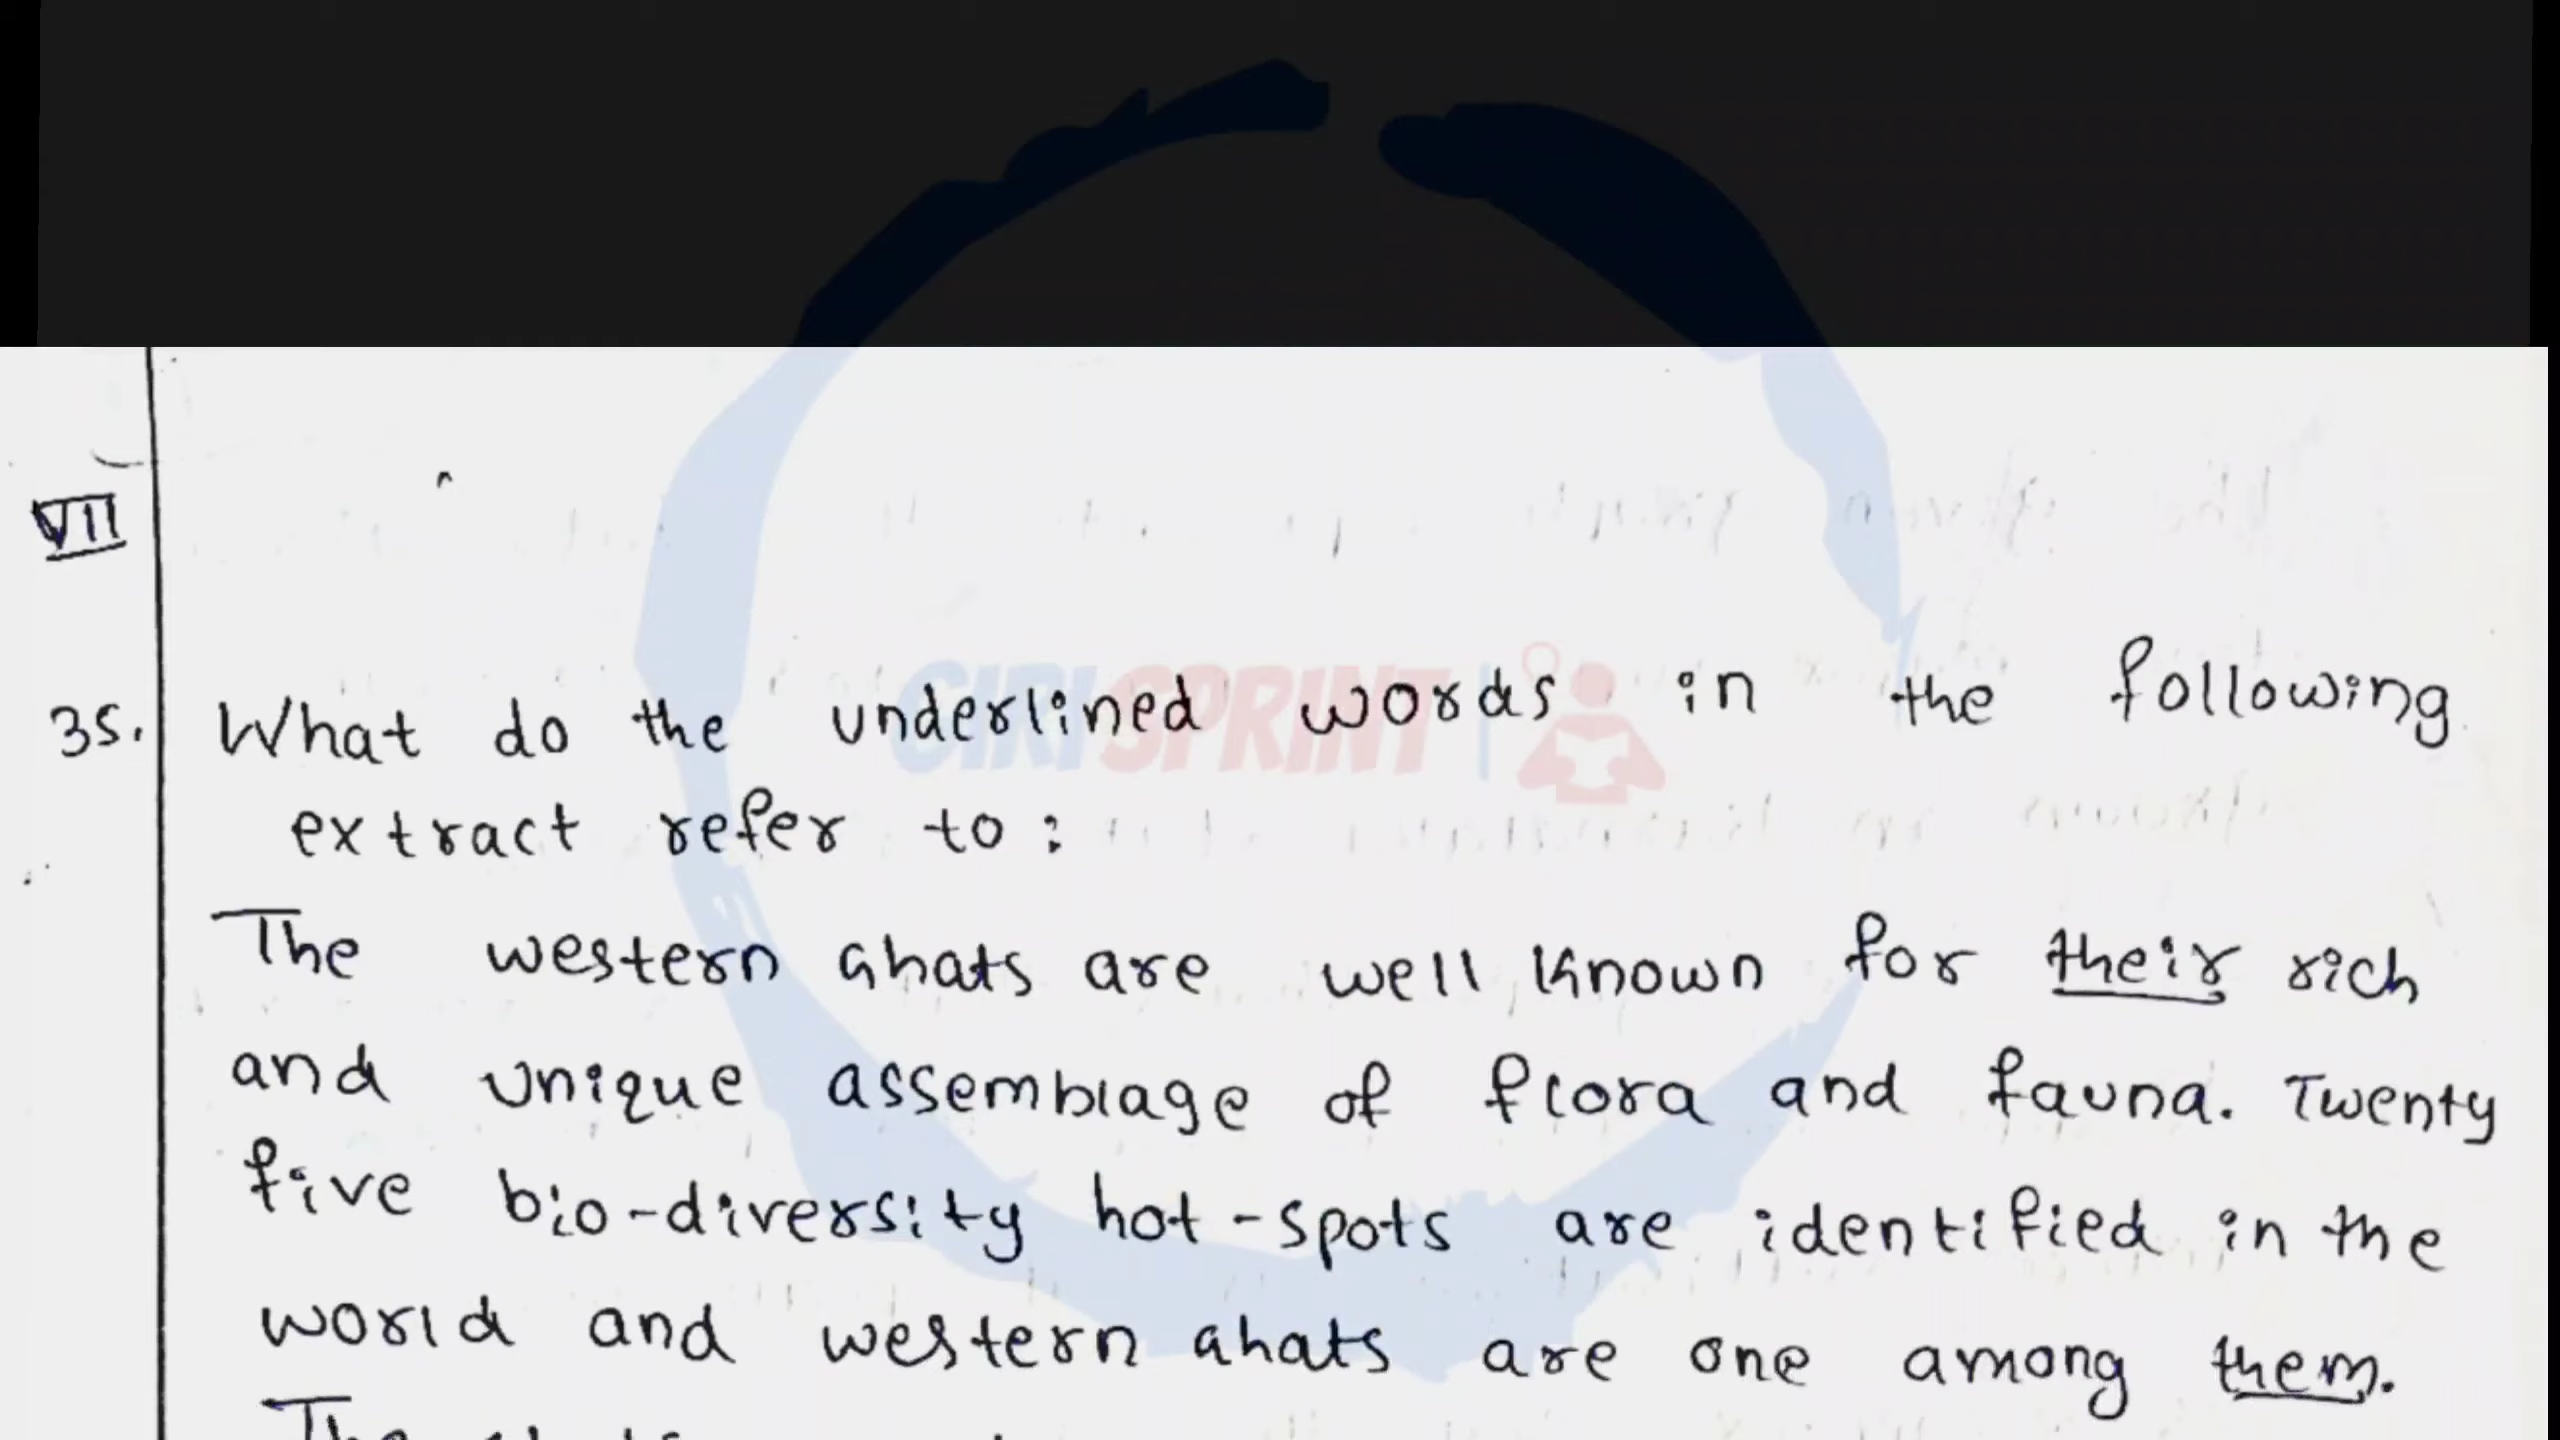 VII
GIRISPRINT
35. What do the underlined words in the following
extract refer to:
The western Ghats are well known for their rich
and unique assemblage of flora and fauna. Twenty
five bio-diversity hot-spots are identified in the
world and western Ghats are one among them.
The